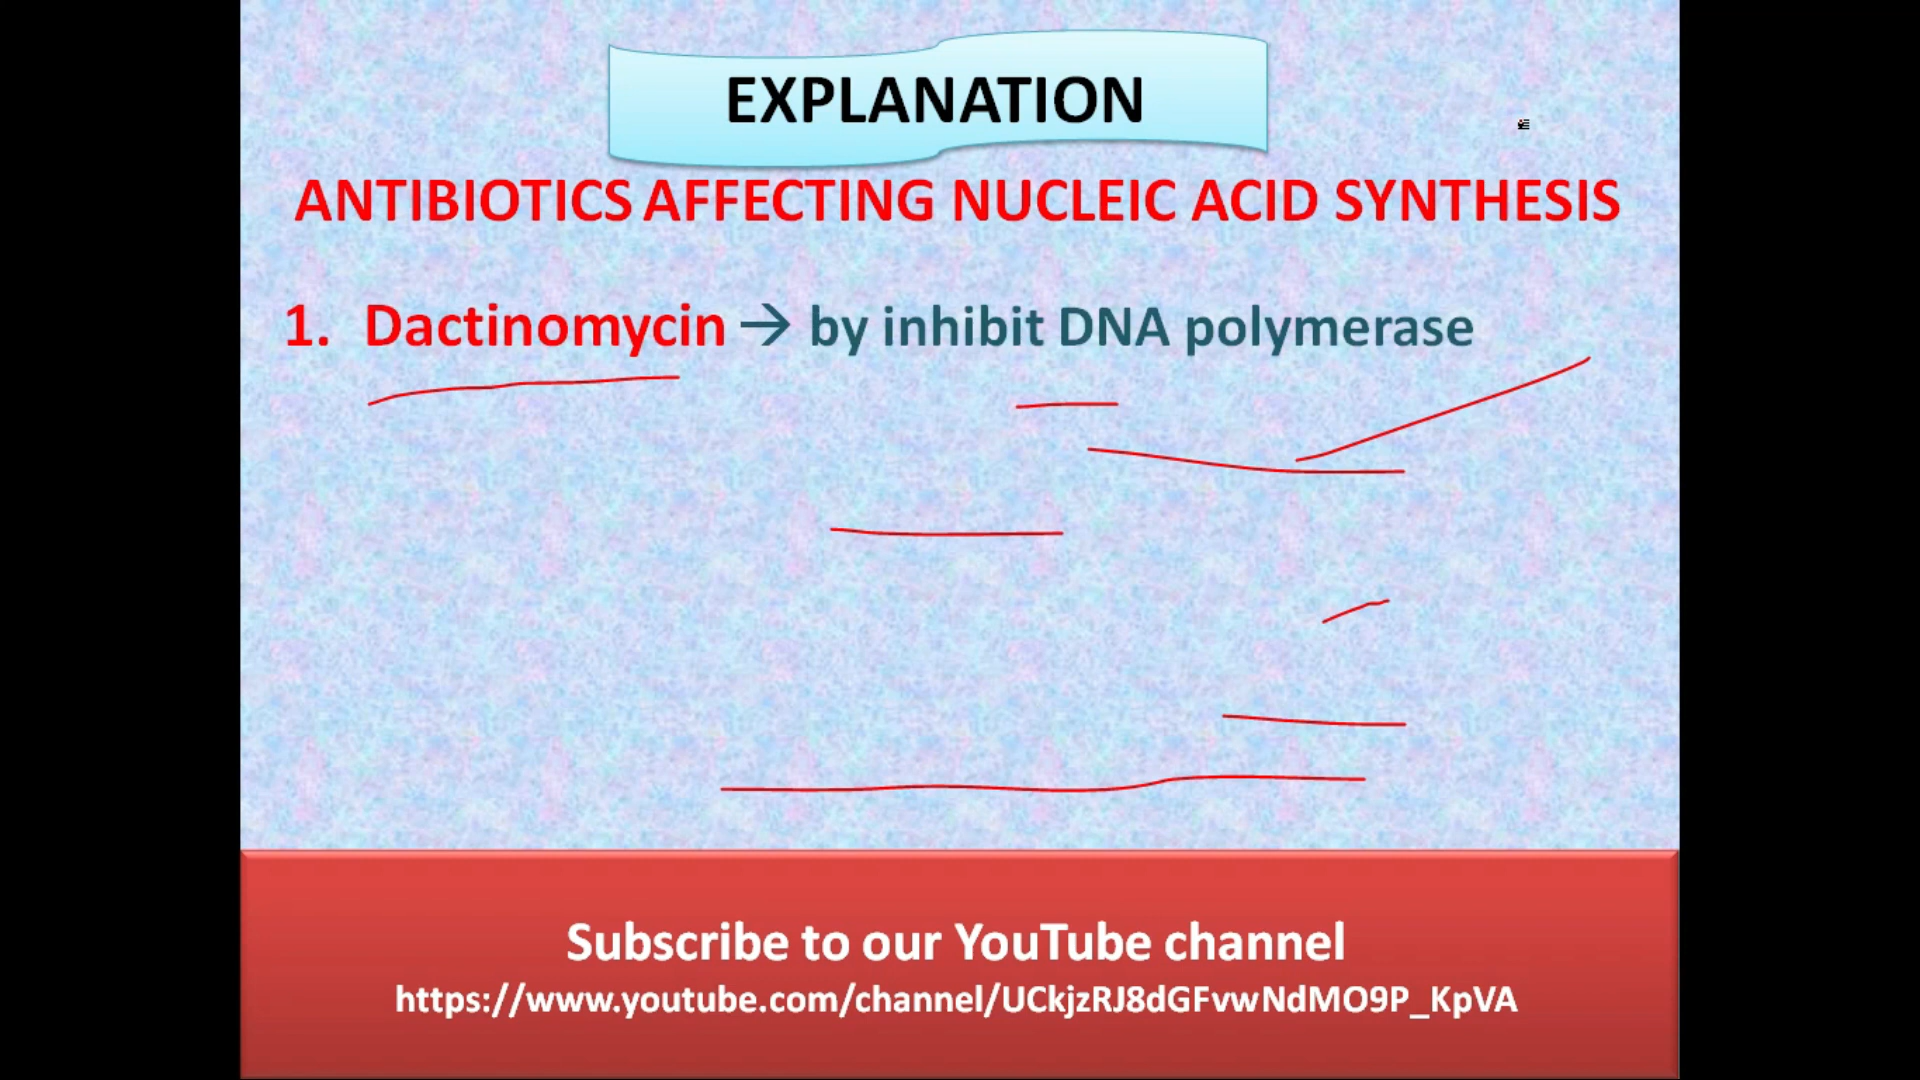 EXPLANATION
ANTIBIOTICS AFFECTING NUCLEIC ACID SYNTHESIS
1. Dactinomycin → by inhibit DNA polymerase
Subscribe to our YouTube channel
https://www.youtube.com/channel/UCkjzRJ8dGFvwNdMO9P_KpVA